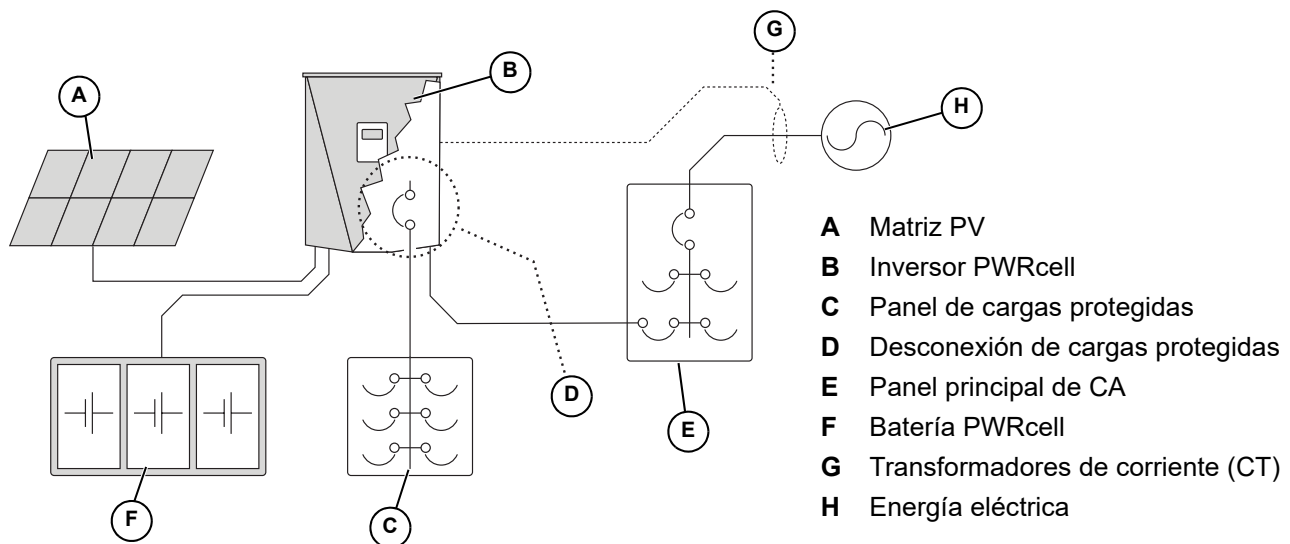 G
B
A
H
A Matriz PV
B Inversor PWRcell
C Panel de cargas protegidas
D Desconexión de cargas protegidas
E Panel principal de CA
F Batería PWRcell
G Transformadores de corriente (CT)
H Energía eléctrica
D
E
F
C